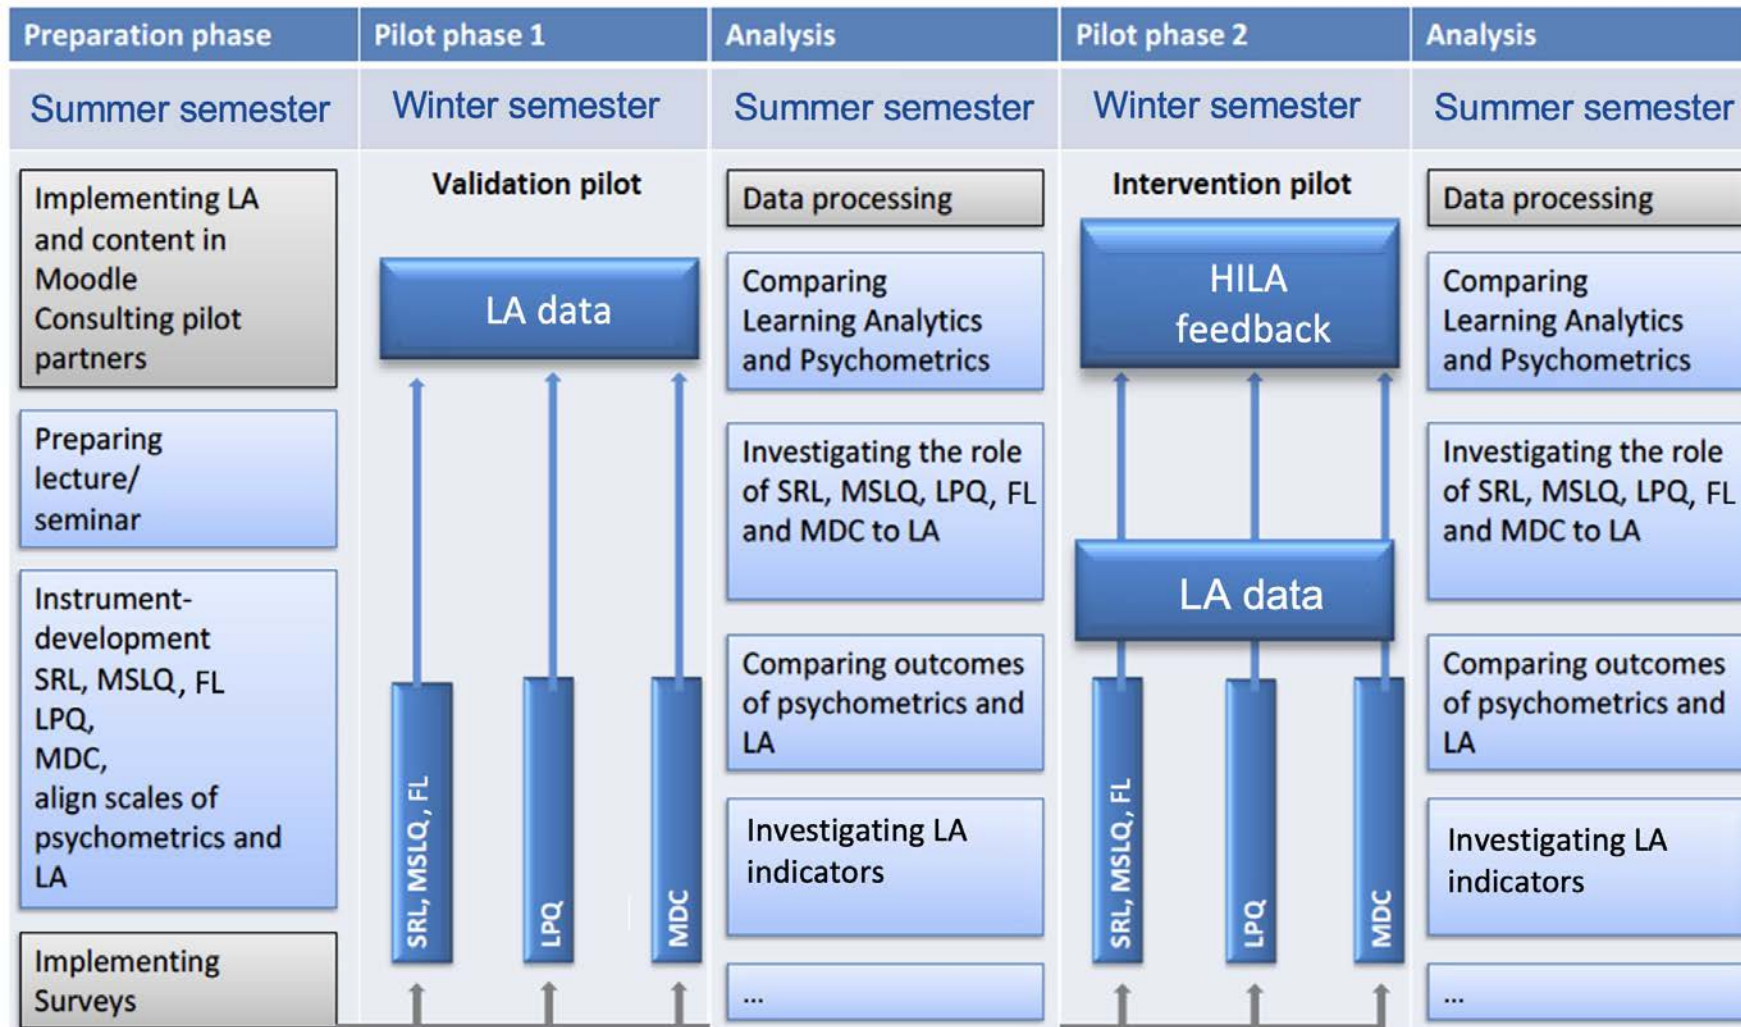 Preparation phase
Pilot phase 1
Analysis
Pilot phase 2
Analysis
Summer semester
Winter semester
Summer semester
Winter semester
Summer semester
Implementing LA
and content in
Moodle
Consulting pilot
partners
Preparing
lecture/
seminar
Instrument-
development
SRL, MSLQ, FL
LPQ,
MDC,
align scales of
psychometrics and
LA
Implementing
Surveys
Validation pilot
LA data
SRL, MSLQ, FL
LPQ
MDC
Data processing
Comparing
Learning Analytics
and Psychometrics
Investigating the role
of SRL, MSLQ, LPQ, FL
and MDC to LA
Comparing outcomes
of psychometrics and
LA
Investigating LA
indicators
...
Intervention pilot
HILA
feedback
LA data
SRL, MSLQ, FL
LPQ
MDC
Data processing
Comparing
Learning Analytics
and Psychometrics
Investigating the role
of SRL, MSLQ, LPQ, FL
and MDC to LA
Comparing outcomes
of psychometrics and
LA
Investigating LA
indicators
...